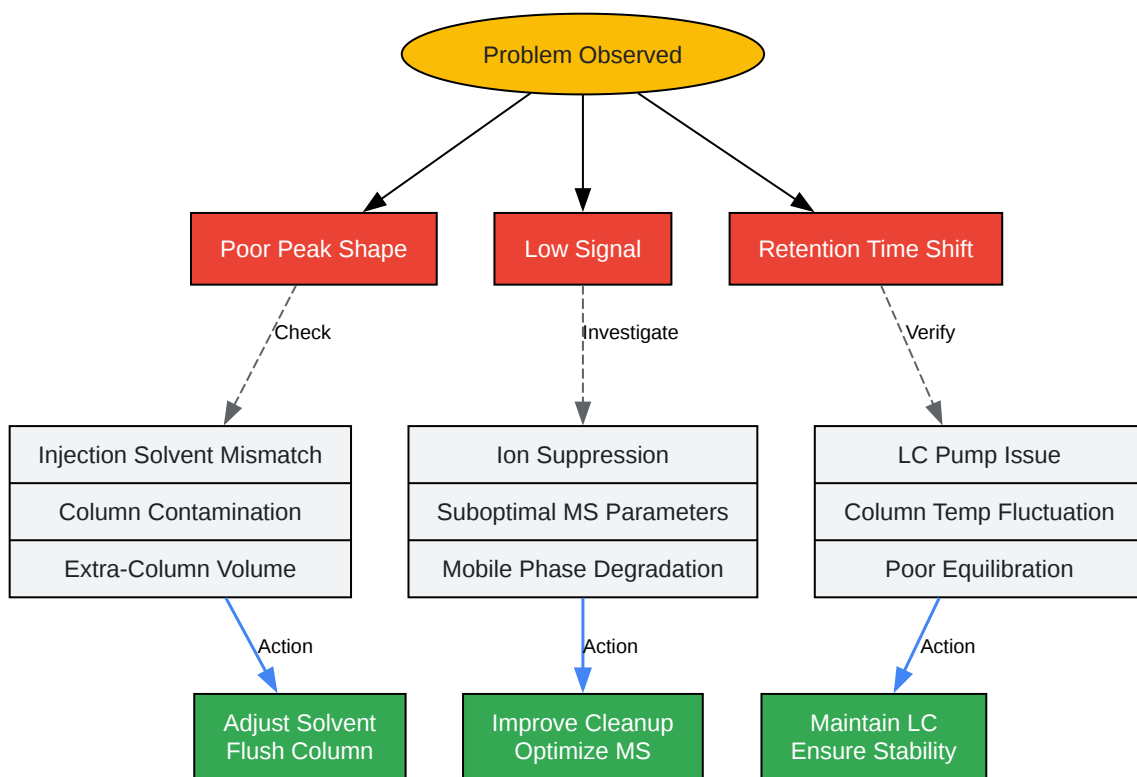 Problem Observed
Poor Peak Shape
Low Signal
Retention Time Shift
Check
Investigate
Verify
Injection Solvent Mismatch
Column Contamination
Extra-Column Volume
Ion Suppression
Suboptimal MS Parameters
Mobile Phase Degradation
LC Pump Issue
Column Temp Fluctuation
Poor Equilibration
Action
Action
Action
Adjust Solvent
Flush Column
Improve Cleanup
Optimize MS
Maintain LC
Ensure Stability